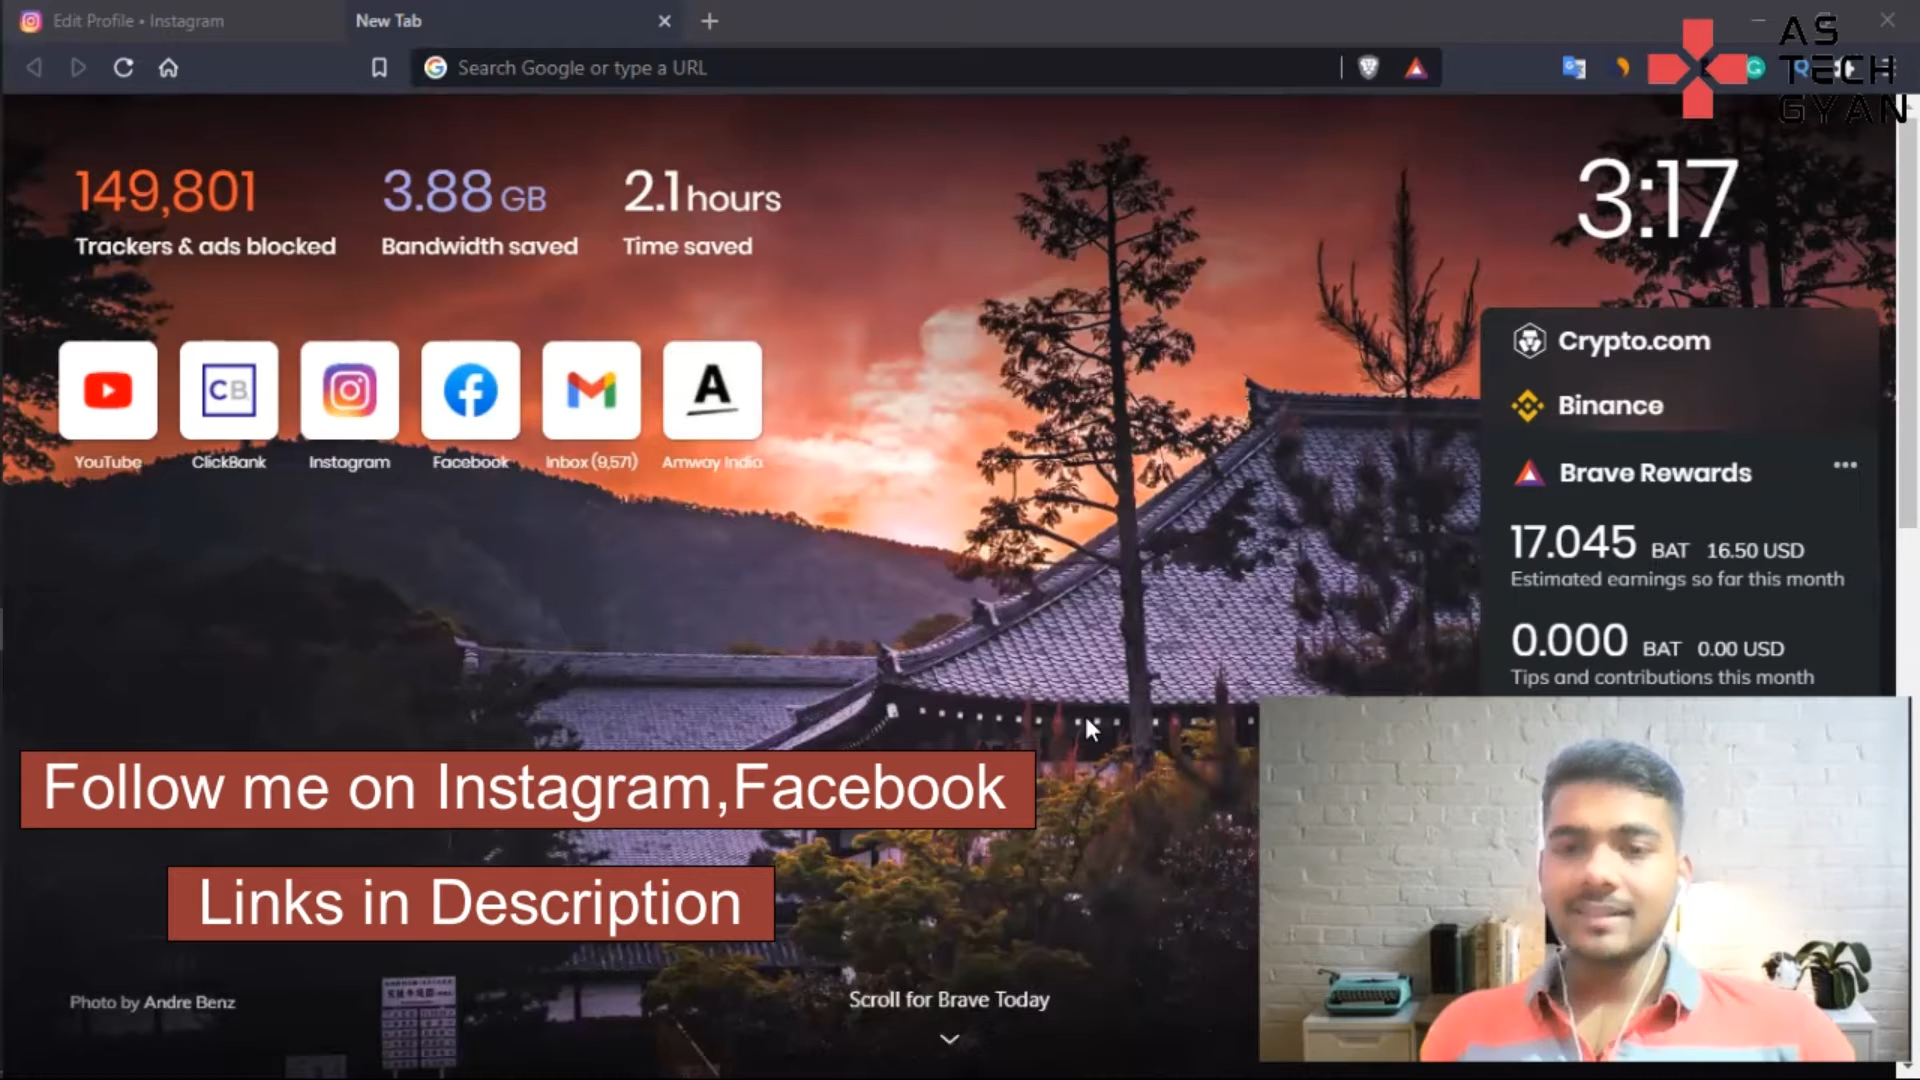 Edit Profile • Instagram
New Tab
AS
TECH
GYAN
Search Google or type a URL
149,801
Trackers & ads blocked
3.88 GB
Bandwidth saved
2.1 hours
Time saved
3:17
YouTube
ClickBank
Instagram
Facebook
Inbox (9,571)
Amway India
Crypto.com
Binance
Brave Rewards
17.045 BAT 16.50 USD
Estimated earnings so far this month
0.000 BAT 0.00 USD
Tips and contributions this month
Follow me on Instagram,Facebook
Links in Description
Photo by Andre Benz
Scroll for Brave Today